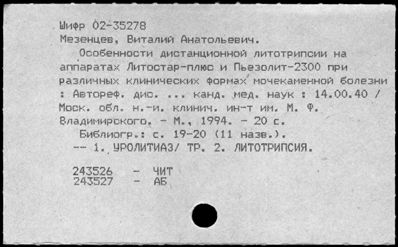 Шифр 02-35278
Мезенцев, Виталий Анатольевич.
Особенности дистанционной литотрипсии на
аппаратах Литостар-плюс и Пьезолит-2300 при
различных клинических формах мочекаменной болезни
: Автореф. дис. ... канд. мед. наук : 14.00.40 /
Моск. обл. н.-и. клинич. ин-т им. М. Ф.
Владимирского. - М., 1994. - 20 с.
Библиогр.: с. 19-20 (11 назв.).
-- 1. УРОЛИТИАЗ/ ТР. 2. ЛИТОТРИПСИЯ.
243526 - ЧИТ
243527 - АБ